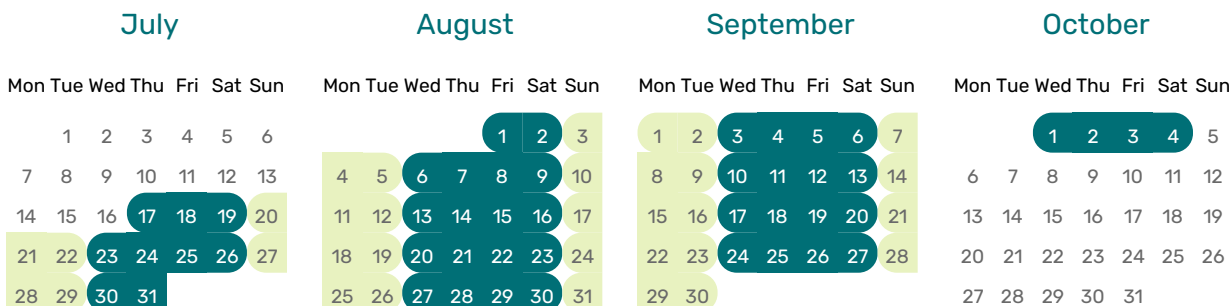 July August September October
Mon Tue Wed Thu Fri Sat Sun Mon Tue Wed Thu Fri Sat Sun Mon Tue Wed Thu Fri Sat Sun Mon Tue Wed Thu Fri Sat Sun
1 2 3 4 5 6 1 2 3 1 2 3 4 5 6 7 1 2 3 4 5
7 8 9 10 11 12 13 4 5 6 7 8 9 10 8 9 10 11 12 13 14 6 7 8 9 10 11 12
14 15 16 17 18 19 20 11 12 13 14 15 16 17 15 16 17 18 19 20 21 13 14 15 16 17 18 19
21 22 23 24 25 26 27 18 19 20 21 22 23 24 22 23 24 25 26 27 28 20 21 22 23 24 25 26
28 29 30 31 25 26 27 28 29 30 31 29 30 27 28 29 30 31